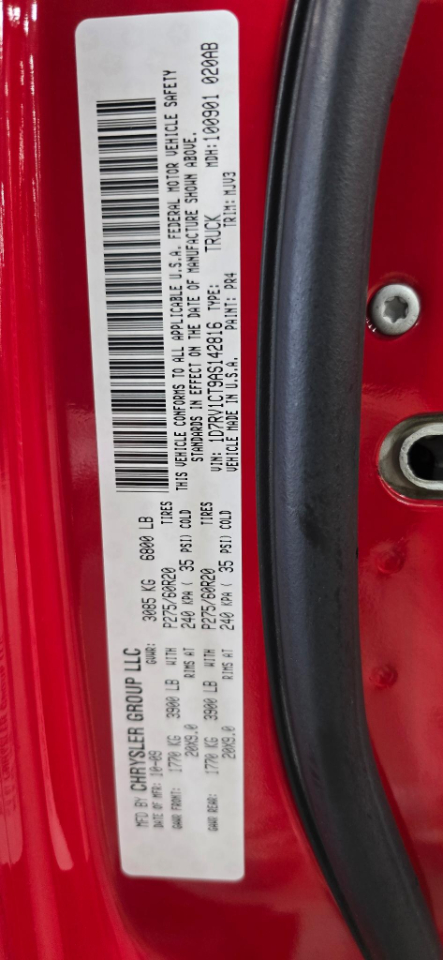 MFD BY CHRYSLER GROUP LLC
DATE OF MFR: 10-09 GVWR: 3085 KG 6800 LB
GAWR FRONT: 1770 KG 3900 LB WITH P275/60R20 TIRES
20X9.0 RIMS AT 240 KPA ( 35 PSI) COLD
GAWR REAR: 1770 KG 3900 LB WITH P275/60R20 TIRES
20X9.0 RIMS AT 240 KPA ( 35 PSI) COLD
THIS VEHICLE CONFORMS TO ALL APPLICABLE U.S.A. FEDERAL MOTOR VEHICLE SAFETY
STANDARDS IN EFFECT ON THE DATE OF MANUFACTURE SHOWN ABOVE.
VIN: 1D7RV1CT9AS142816 TYPE: TRUCK MDH:100901 020AB
VEHICLE MADE IN U.S.A. PAINT: PR4 TRIM: MJV3